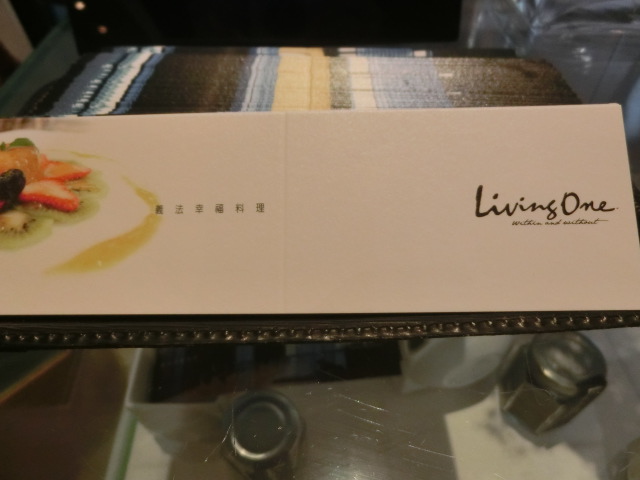 義法幸福料理
Living One
within and without